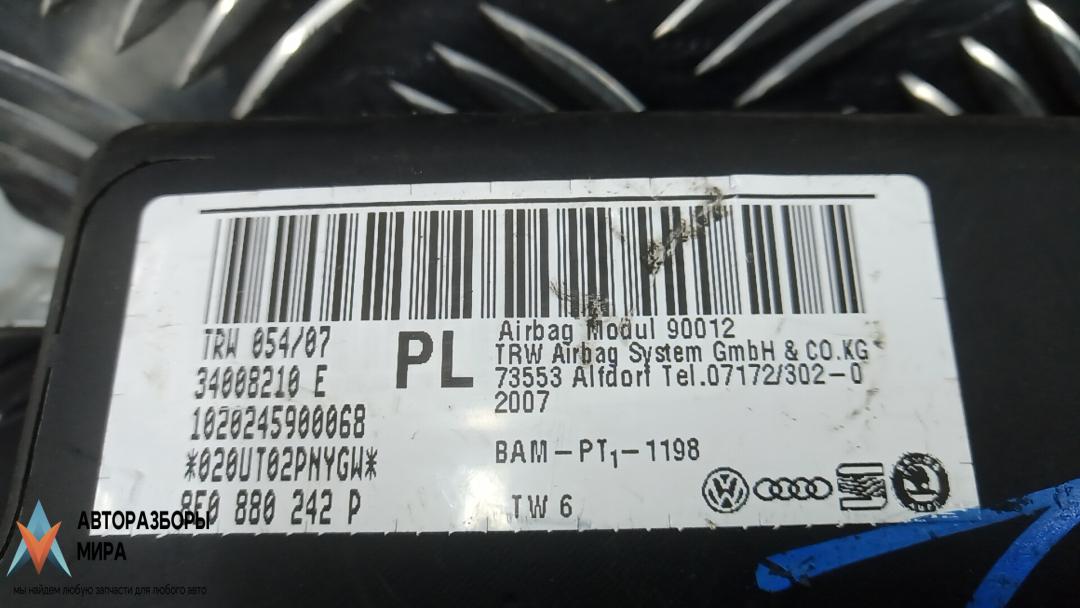 TRW 054/07
34008210 E
1020245900068
*020UT02PNYGW*
8E0 880 242 P
PL
Airbag Modul 90012
TRW Airbag System GmbH & CO.KG
73553 Alfdorf Tel.07172/302-0
2007
BAM-PT1-1198
TW 6
АВТОРАЗБОРЫ
МИРА
мы найдем любую запчасти для любого авто